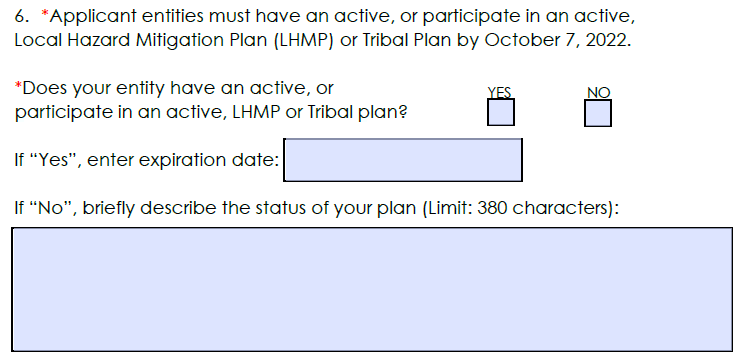 6. *Applicant entities must have an active, or participate in an active,
Local Hazard Mitigation Plan (LHMP) or Tribal Plan by October 7, 2022.
*Does your entity have an active, or
participate in an active, LHMP or Tribal plan?
YES
NO
If “Yes”, enter expiration date:
If “No”, briefly describe the status of your plan (Limit: 380 characters):